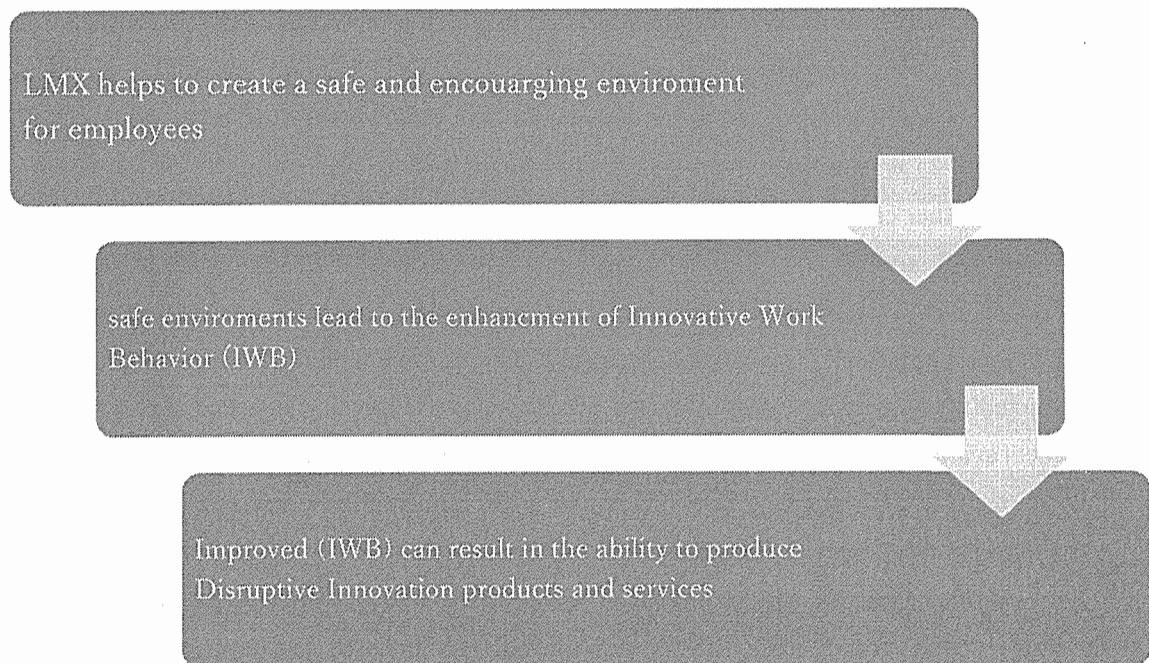 LMX helps to create a safe and encouarging enviroment
for employees
safe enviroments lead to the enhancment of Innovative Work
Behavior (IWB)
Improved (IWB) can result in the ability to produce
Disruptive Innovation products and services